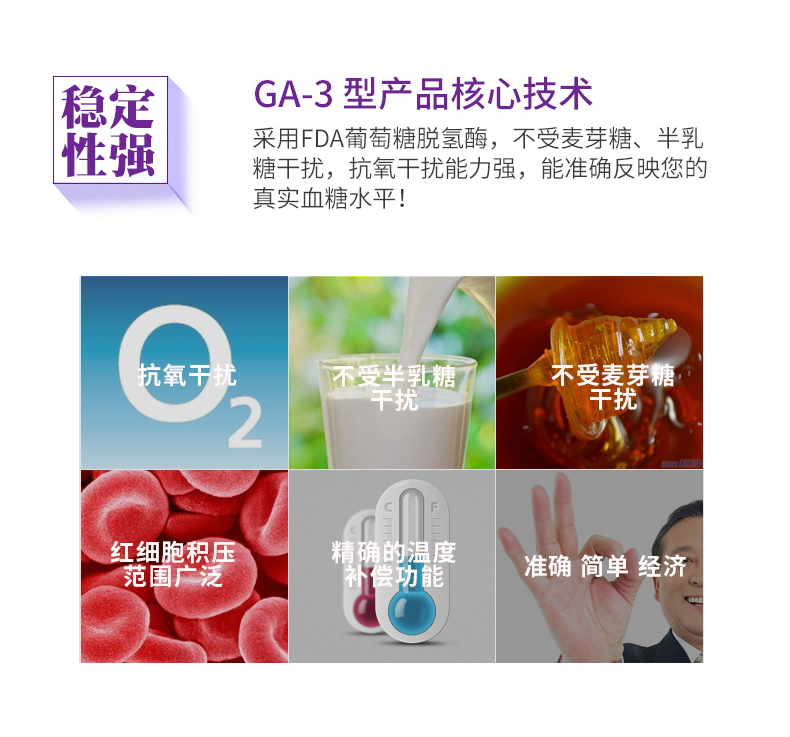 稳定
性强
GA-3 型产品核心技术
采用FDA葡萄糖脱氢酶，不受麦芽糖、半乳
糖干扰，抗氧干扰能力强，能准确反映您的
真实血糖水平！
O2
抗氧干扰
不受半乳糖
干扰
不受麦芽糖
干扰
红细胞积压
范围广泛
C
C F
精确的温度
补偿功能
准确 简单 经济